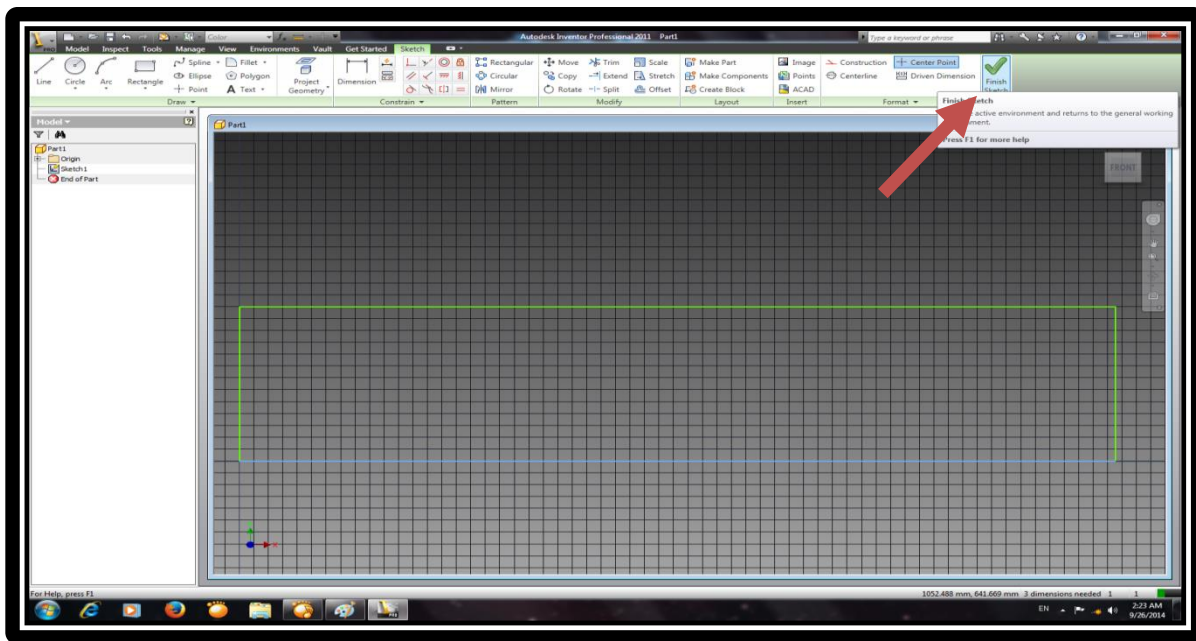 Color
Autodesk Inventor Professional 2011 Part1
Type a keyword or phrase
PRO
Model Inspect Tools Manage View Environments Vault Get Started Sketch
Line
Circle
Arc
Rectangle
Spline
Ellipse
Point
Fillet
Polygon
Text
Project
Geometry
Dimension
Rectangular
Circular
Mirror
Move
Copy
Rotate
Trim
Extend
Split
Scale
Stretch
Offset
Make Part
Make Components
Create Block
Image
Points
ACAD
Construction
Centerline
Center Point
Driven Dimension
Finish
Sketch
Draw
Constrain
Pattern
Modify
Layout
Insert
Format
active environment and returns to the general working
Press F1 for more help
Model
Part1
Origin
Sketch1
End of Part
Part1
FRONT
X
For Help, press F1
1052.488 mm, 641.669 mm 3 dimensions needed 1 1
EN
2:23 AM
9/26/2014